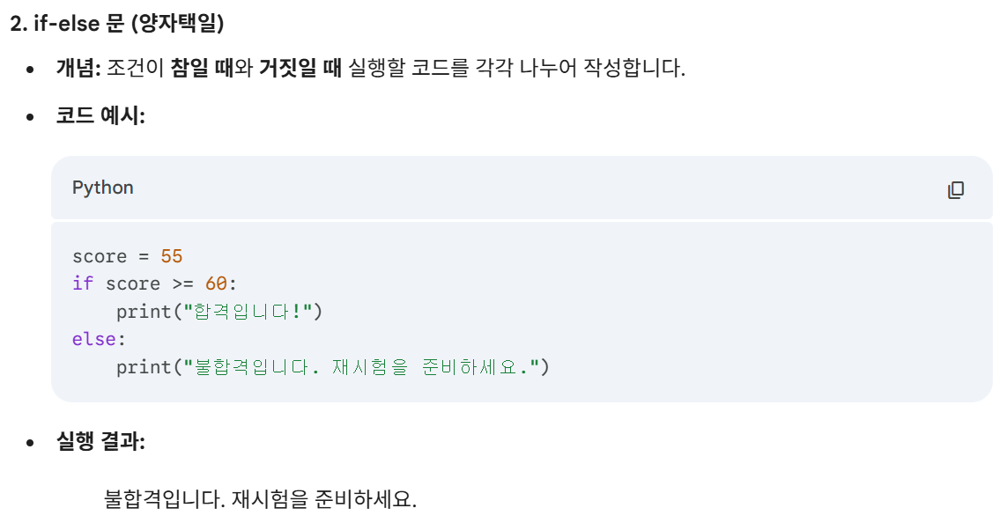 2. if-else 문 (양자택일)
• 개념: 조건이 참일 때와 거짓일 때 실행할 코드를 각각 나누어 작성합니다.
• 코드 예시:
Python
score = 55
if score >= 60:
    print("합격입니다!")
else:
    print("불합격입니다. 재시험을 준비하세요.")
• 실행 결과:
불합격입니다. 재시험을 준비하세요.